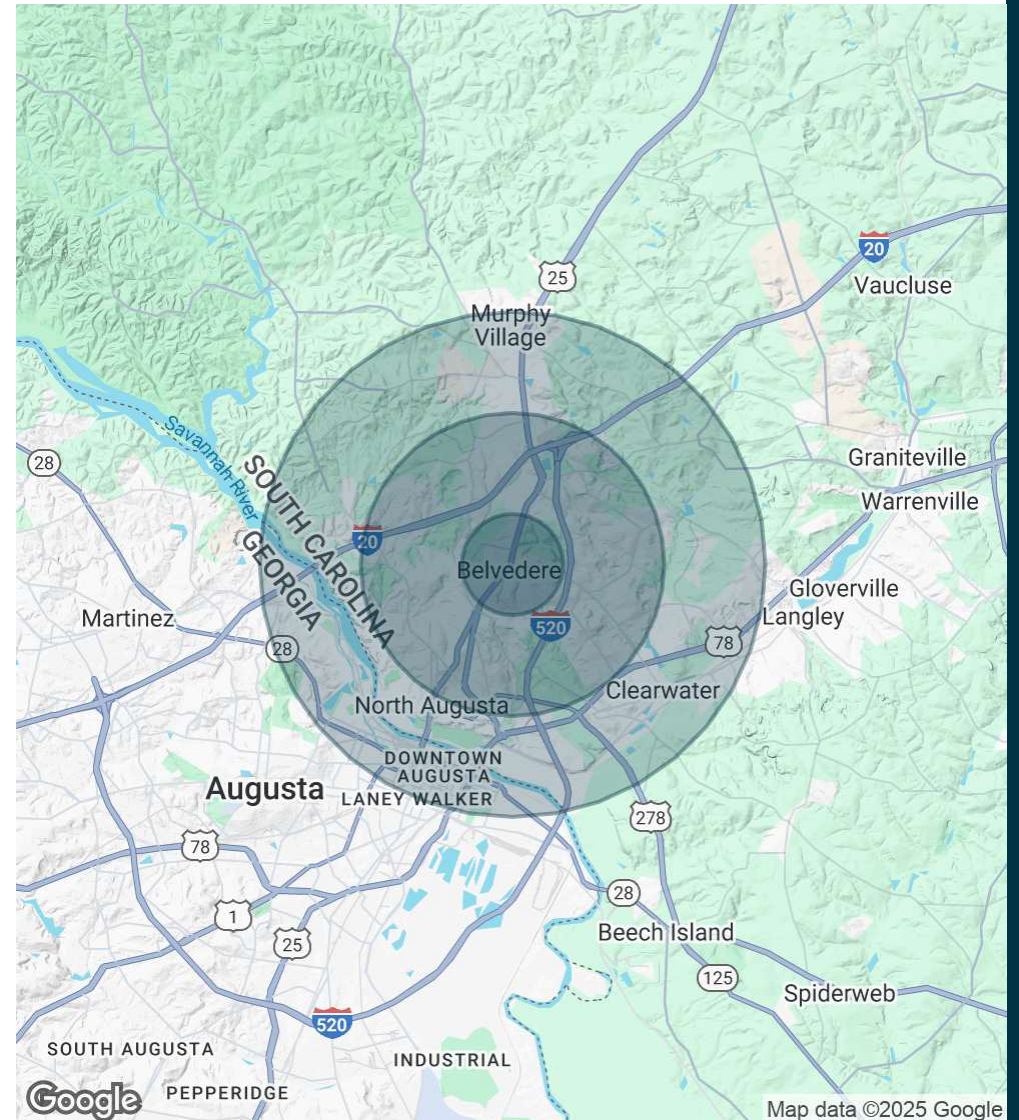 25
20
Vaucluse
Murphy
Village
28
Savannah River
SOUTH CAROLINA
GEORGIA
Graniteville
Warrenville
20
Belvedere
Gloverville
Martinez
Langley
520
28
78
Clearwater
North Augusta
DOWNTOWN
AUGUSTA
Augusta
LANEY WALKER
278
78
28
1
25
Beech Island
125
Spiderweb
520
SOUTH AUGUSTA
INDUSTRIAL
PEPPERIDGE
Google
Map data ©2025 Google